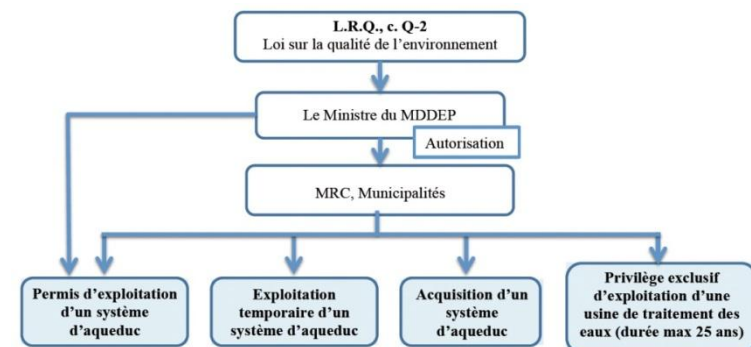 L.R.Q., c. Q-2
Loi sur la qualité de l'environnement
Le Ministre du MDDEP
Autorisation
MRC, Municipalités
Permis d'exploitation
d'un système
d'aqueduc
Exploitation
temporaire d'un
système d'aqueduc
Acquisition d'un
système
d'aqueduc
Privilège exclusif
d'exploitation d'une
usine de traitement des
eaux (durée max 25 ans)